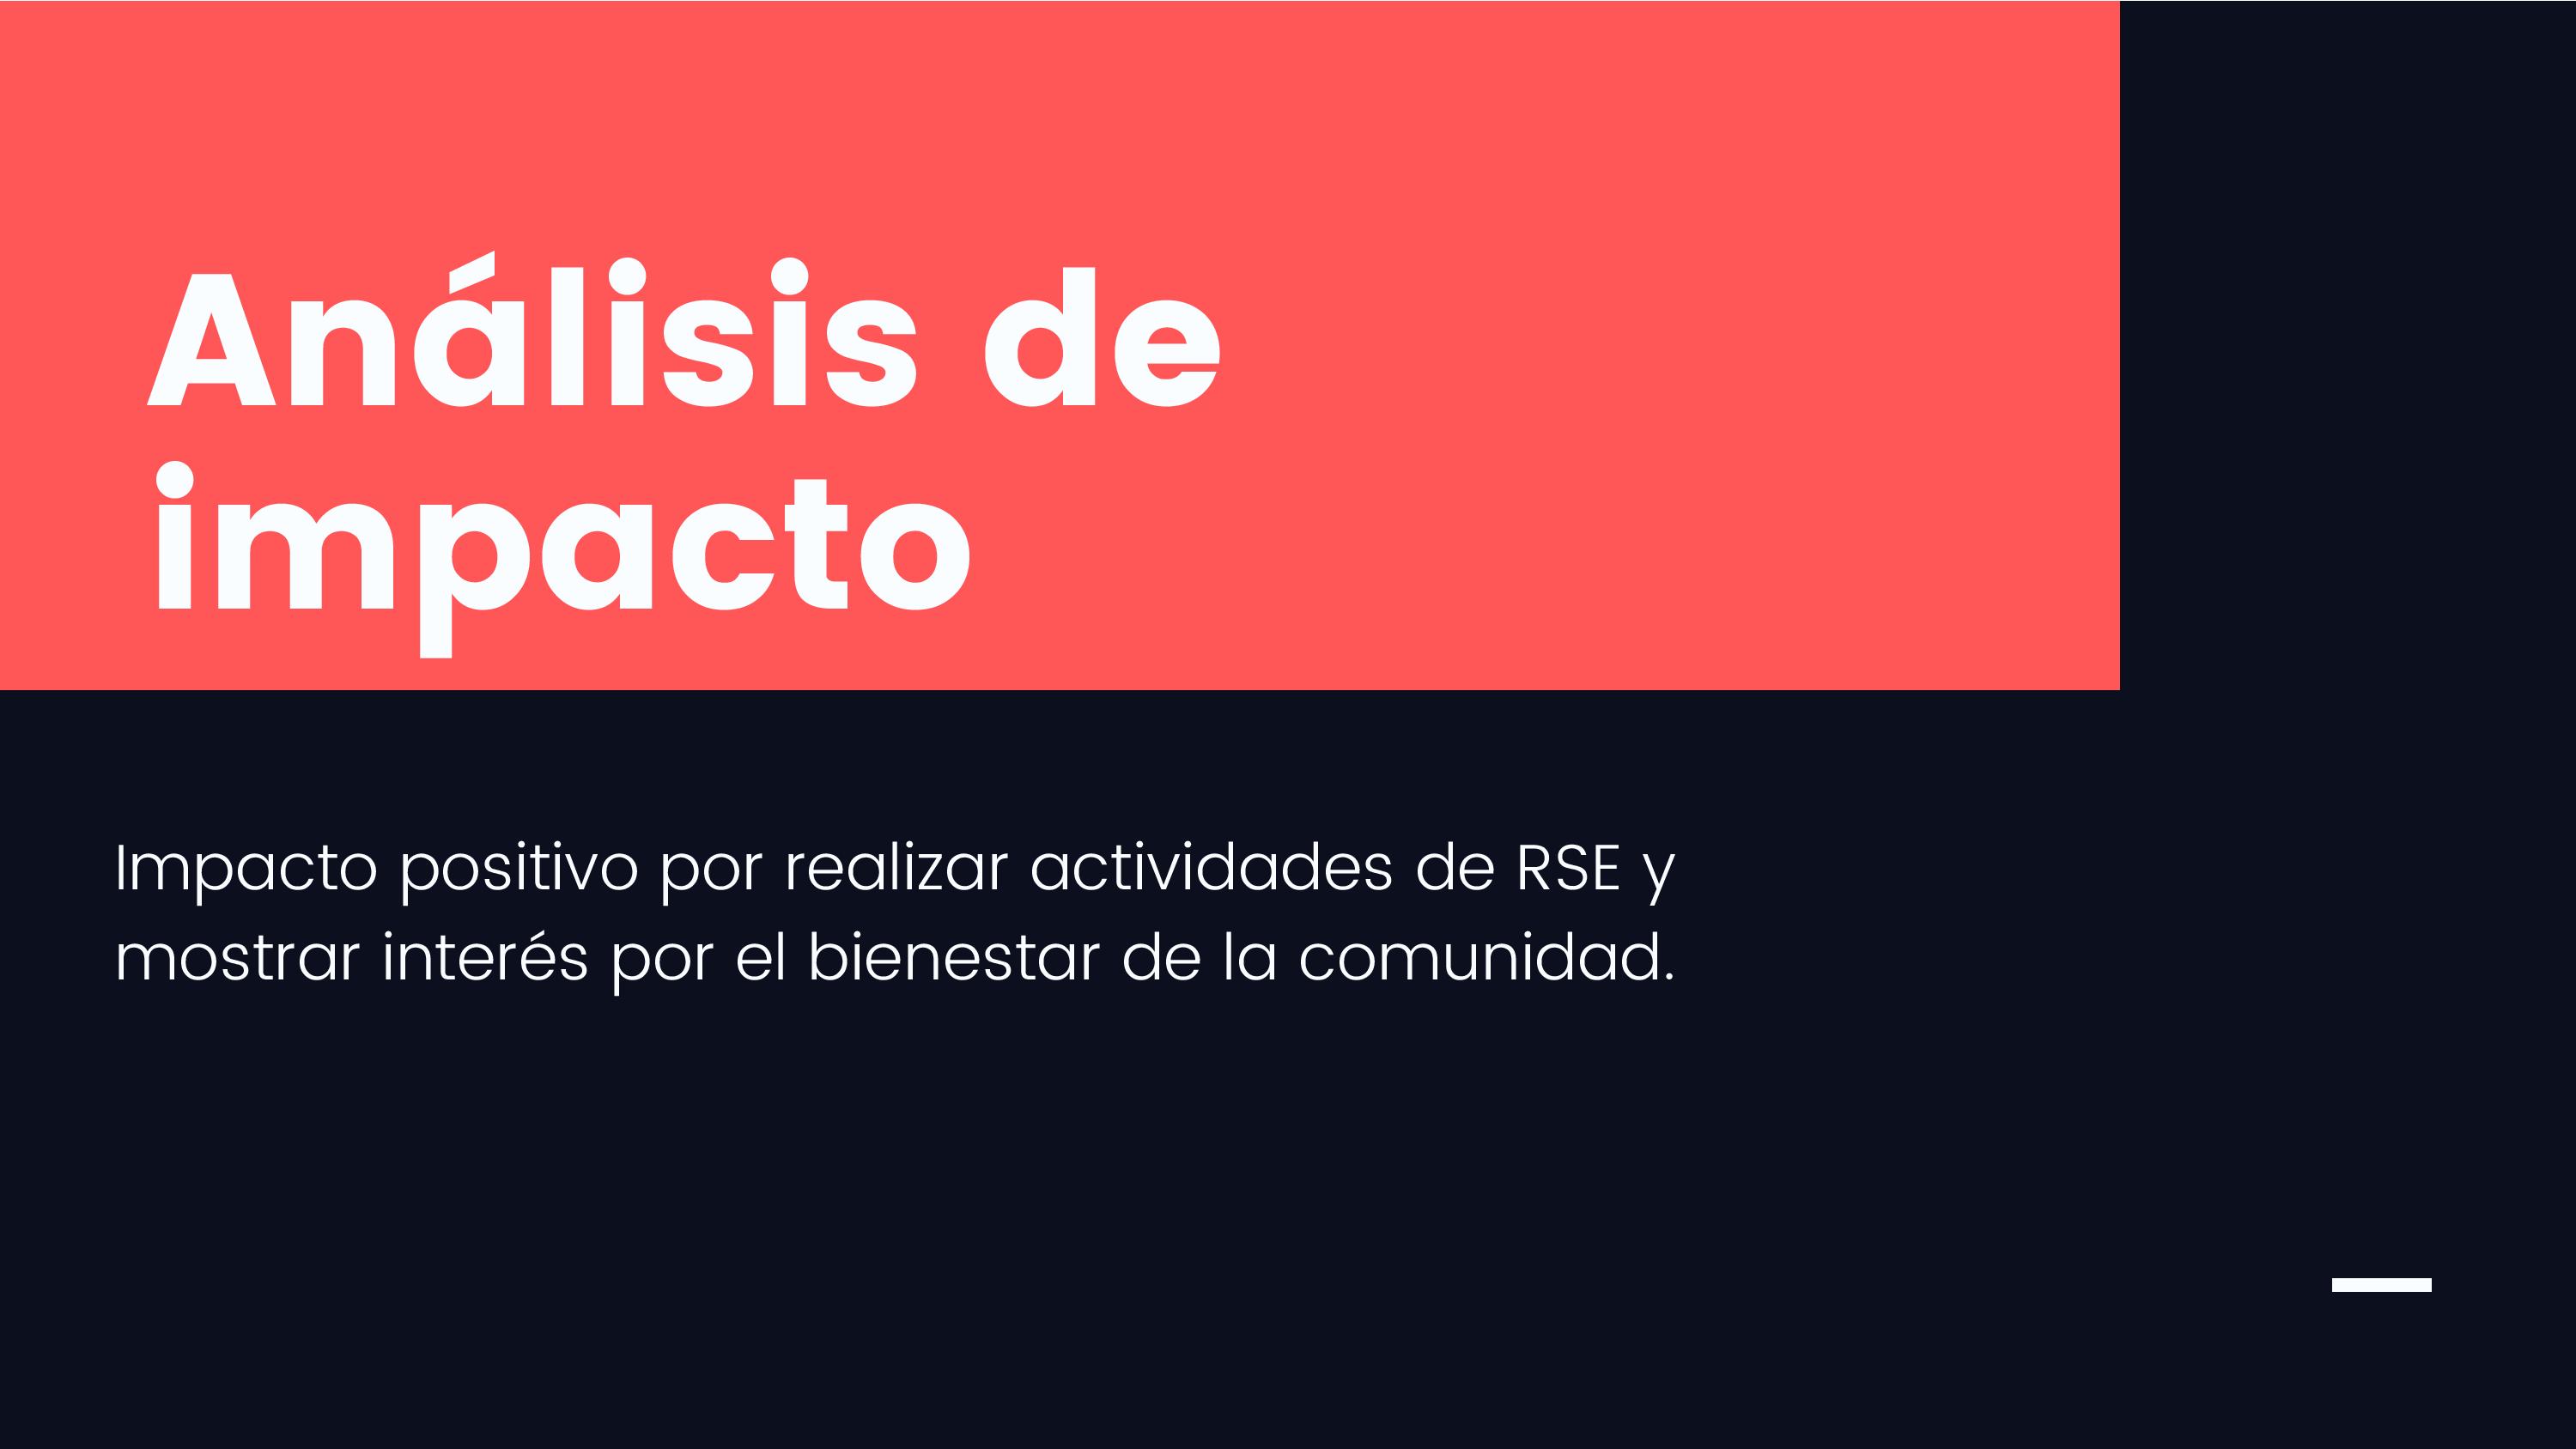 Análisis de
impacto
Impacto positivo por realizar actividades de RSE y
mostrar interés por el bienestar de la comunidad.